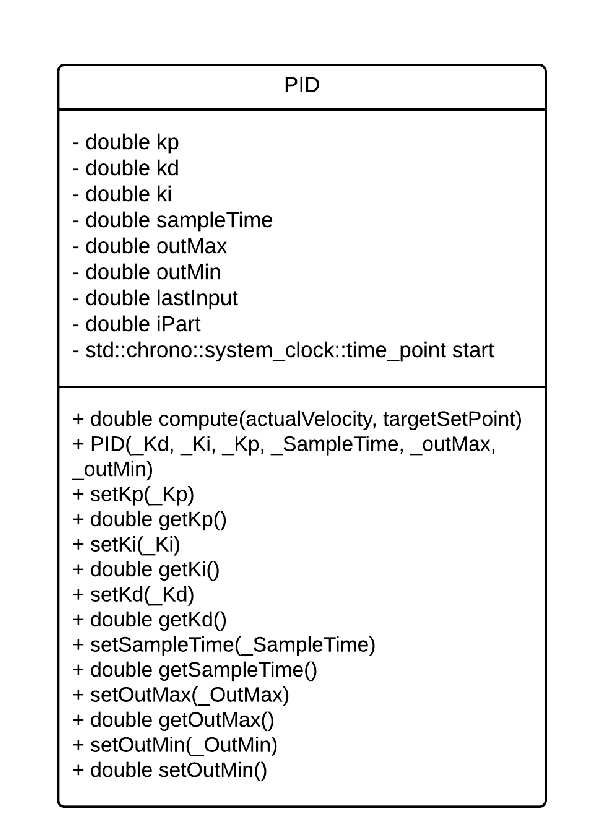 PID
- double kp
- double kd
- double ki
- double sampleTime
- double outMax
- double outMin
- double lastInput
- double iPart
- std::chrono::system_clock::time_point start
+ double compute(actualVelocity, targetSetPoint)
+ PID(_Kd, _Ki, _Kp, _SampleTime, _outMax,
_outMin)
+ setKp(_Kp)
+ double getKp()
+ setKi(_Ki)
+ double getKi()
+ setKd(_Kd)
+ double getKd()
+ setSampleTime(_SampleTime)
+ double getSampleTime()
+ setOutMax(_OutMax)
+ double getOutMax()
+ setOutMin(_OutMin)
+ double setOutMin()